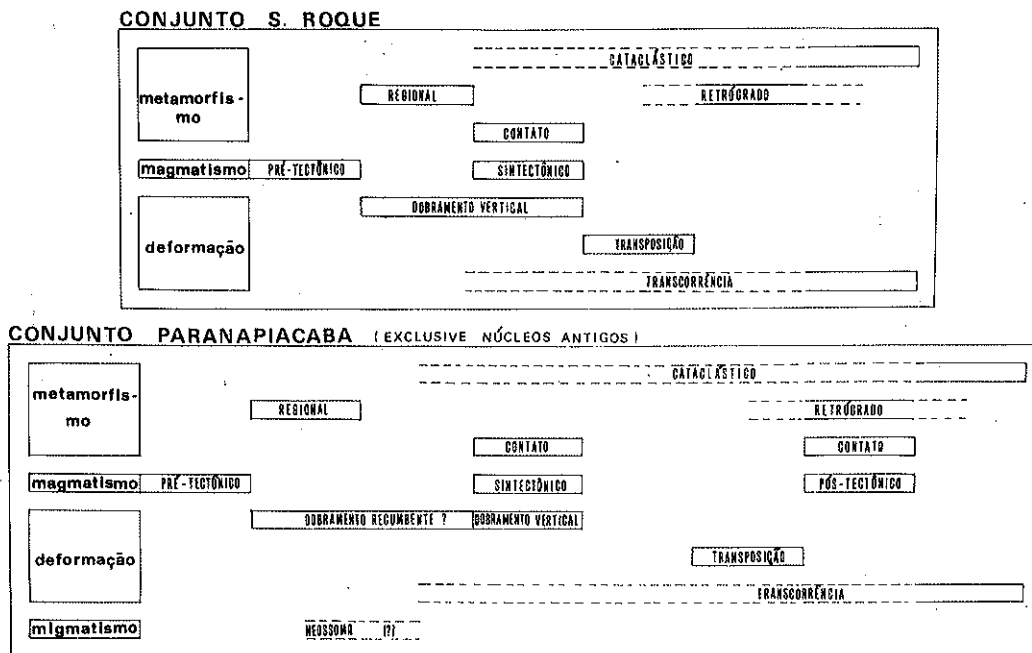 CONJUNTO S. ROQUE
CATACLÁSTICO
metamorfis-
mo
REGIONAL
RETRÓGRADO
CONTATO
magmatismo
PRÉ-TECTÔNICO
SINTECTÔNICO
DOBRAMENTO VERTICAL
deformação
TRANSPOSIÇÃO
TRANSCORRÊNCIA
CONJUNTO PARANAPIACABA (EXCLUSIVE NÚCLEOS ANTIGOS)
CATACLÁSTICO
metamorfis-
mo
REGIONAL
RETRÓGRADO
CONTATO
CONTATO
magmatismo
PRÉ-TECTÔNICO
SINTECTÔNICO
PÓS-TECTÔNICO
DOBRAMENTO RECUMBENTE ?
DOBRAMENTO VERTICAL
deformação
TRANSPOSIÇÃO
TRANSCORRÊNCIA
migmatismo
NEOSSOMA (?)